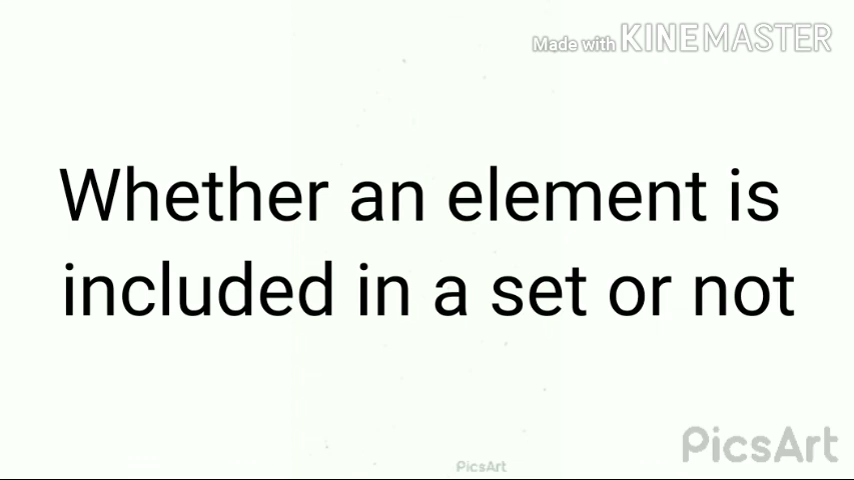 Made with KINEMASTER
Whether an element is
included in a set or not
PicsArt
PicsArt